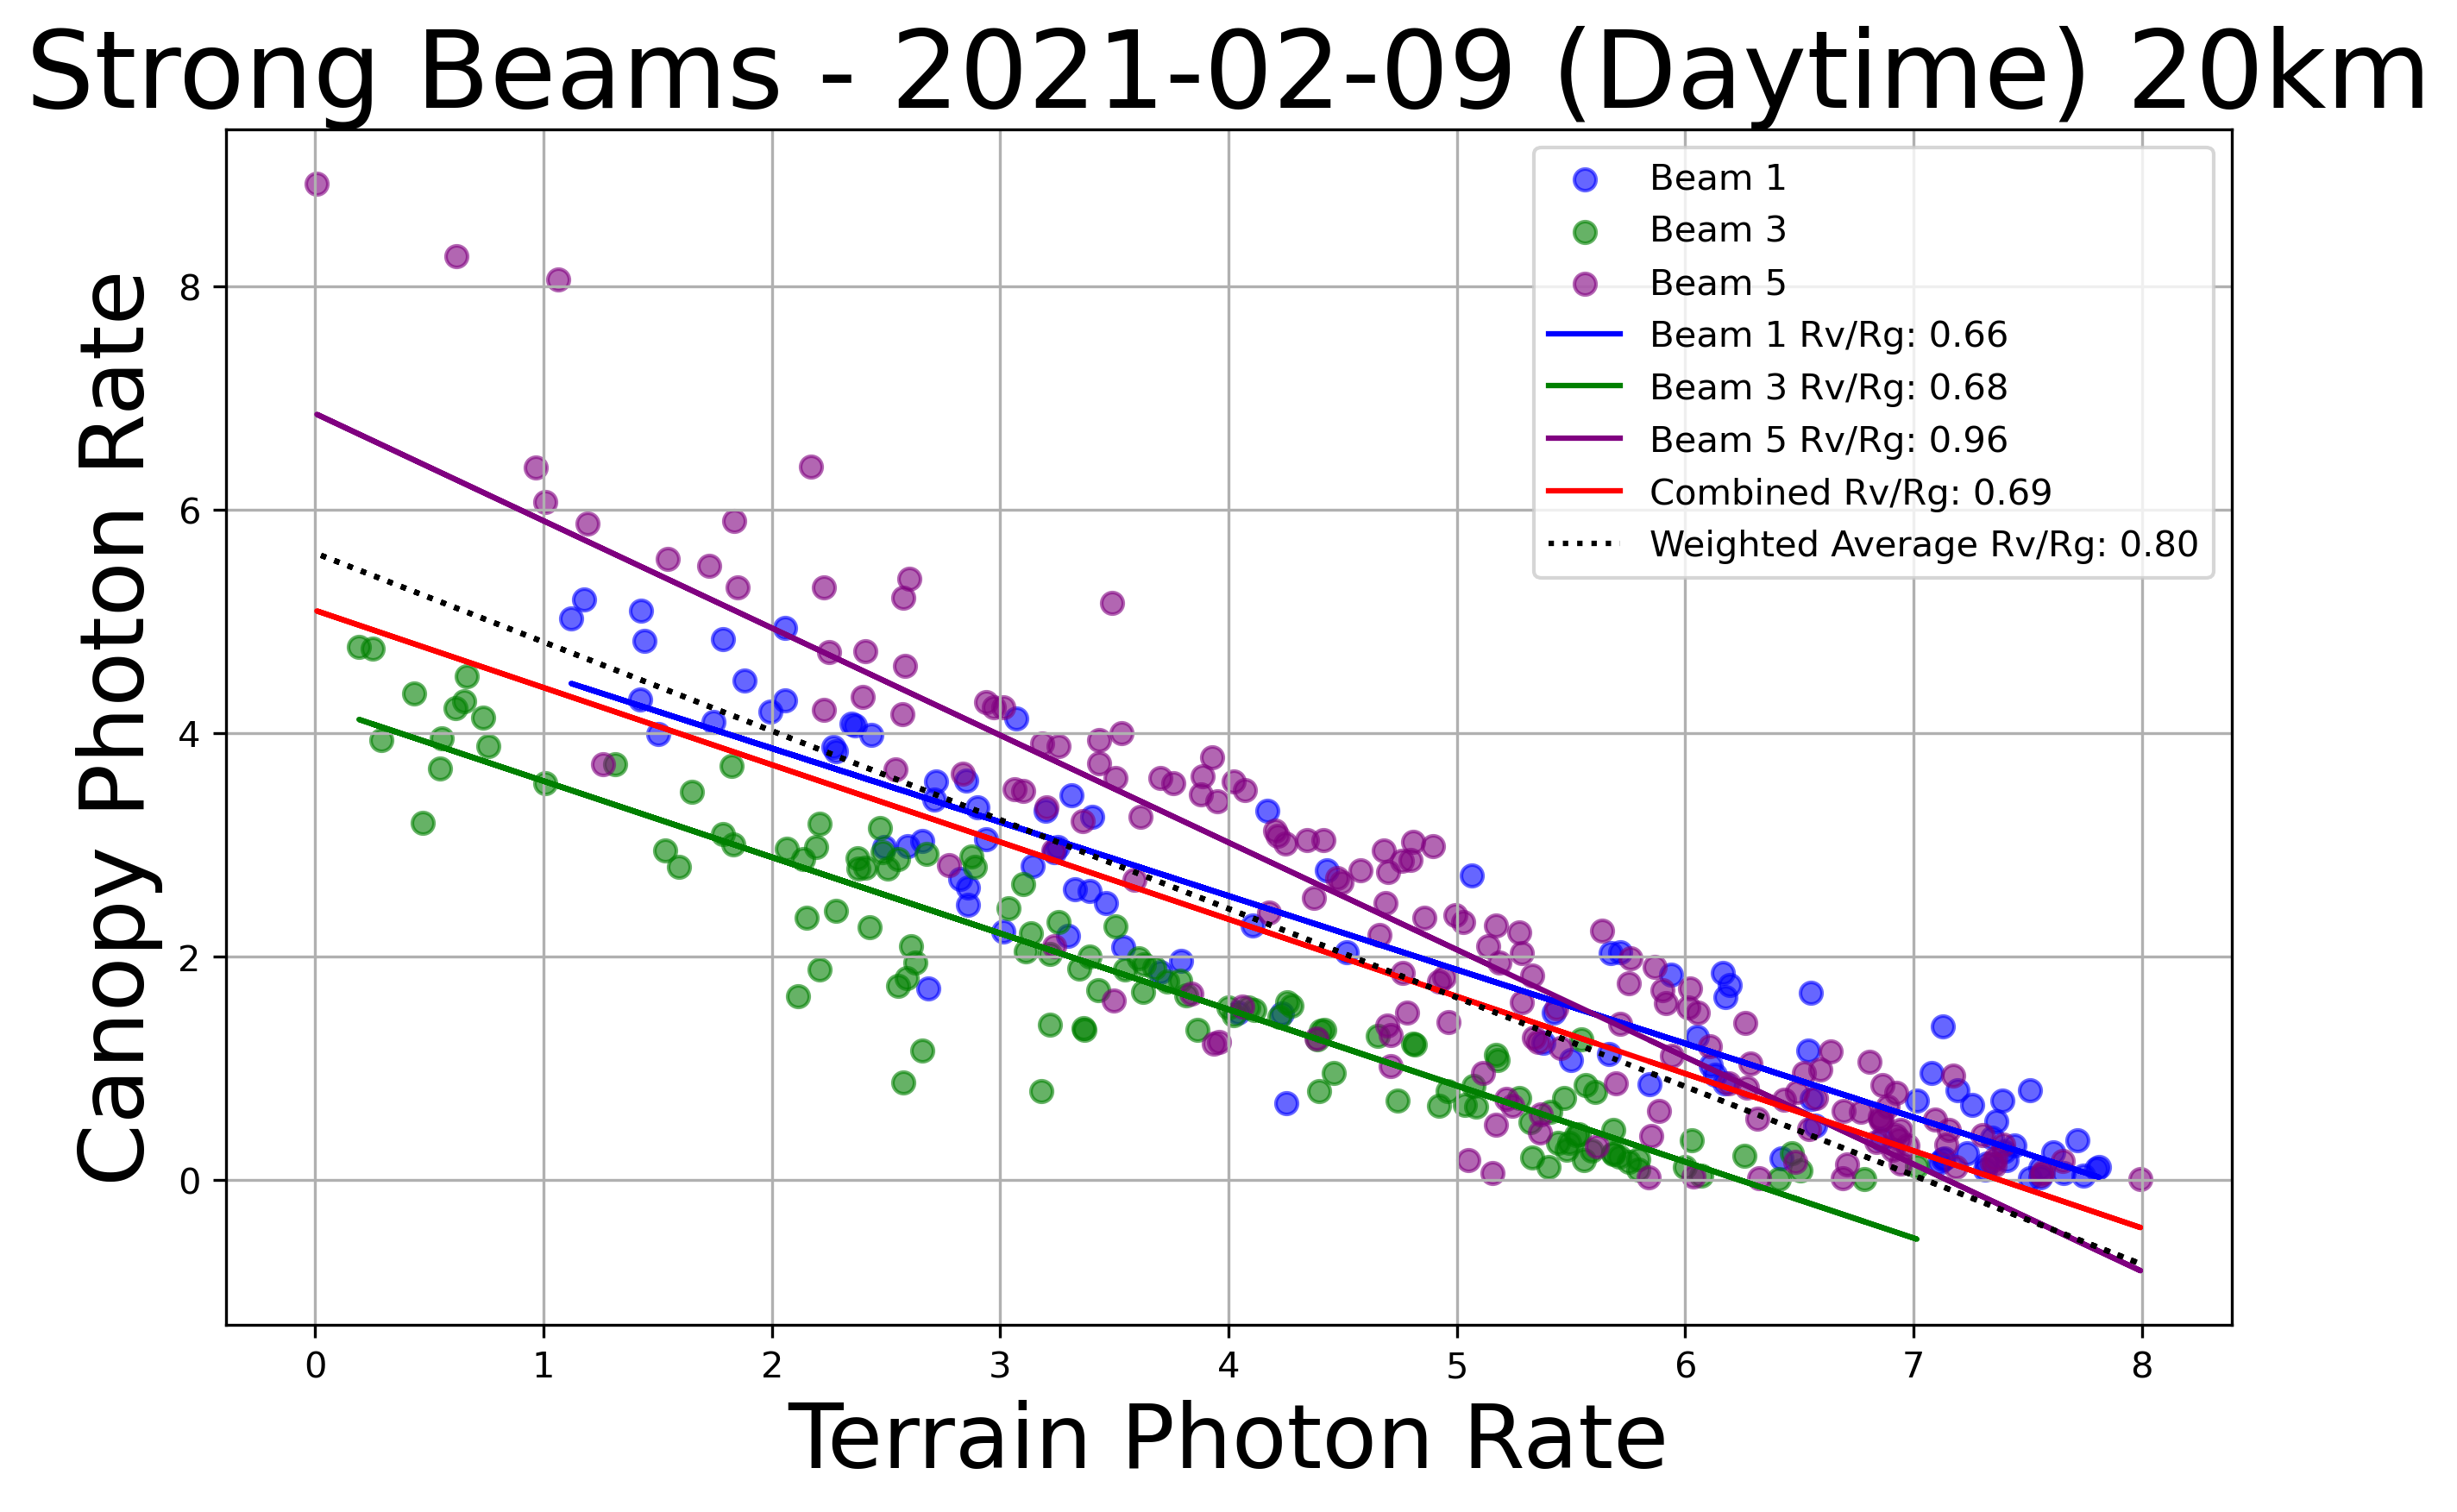 Strong Beams - 2021-02-09 (Daytime) 20km
Canopy Photon Rate
8
6
4
2
0
Beam 1
Beam 3
Beam 5
Beam 1 Rv/Rg: 0.66
Beam 3 Rv/Rg: 0.68
Beam 5 Rv/Rg: 0.96
Combined Rv/Rg: 0.69
Weighted Average Rv/Rg: 0.80
0 1 2 3 4 5 6 7 8
Terrain Photon Rate